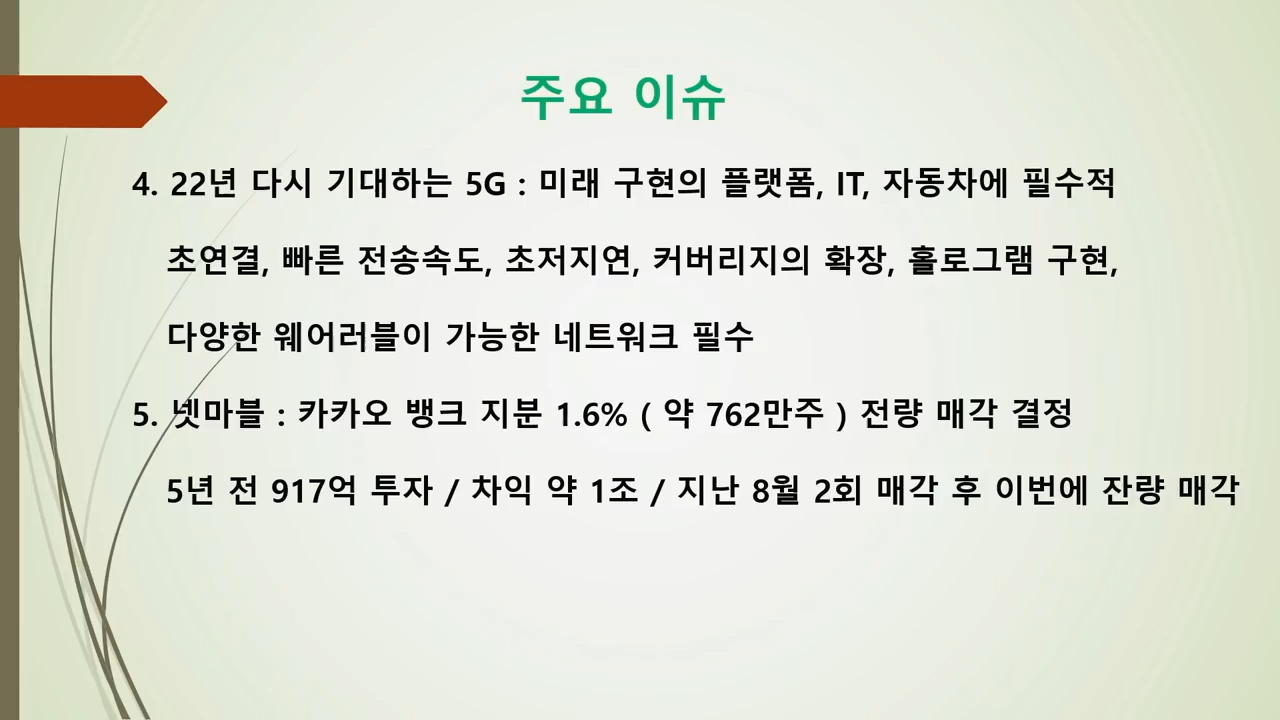 주요 이슈
4. 22년 다시 기대하는 5G : 미래 구현의 플랫폼, IT, 자동차에 필수적
초연결, 빠른 전송속도, 초저지연, 커버리지의 확장, 홀로그램 구현,
다양한 웨어러블이 가능한 네트워크 필수
5. 넷마블 : 카카오 뱅크 지분 1.6% ( 약 762만주 ) 전량 매각 결정
5년 전 917억 투자 / 차익 약 1조 / 지난 8월 2회 매각 후 이번에 잔량 매각